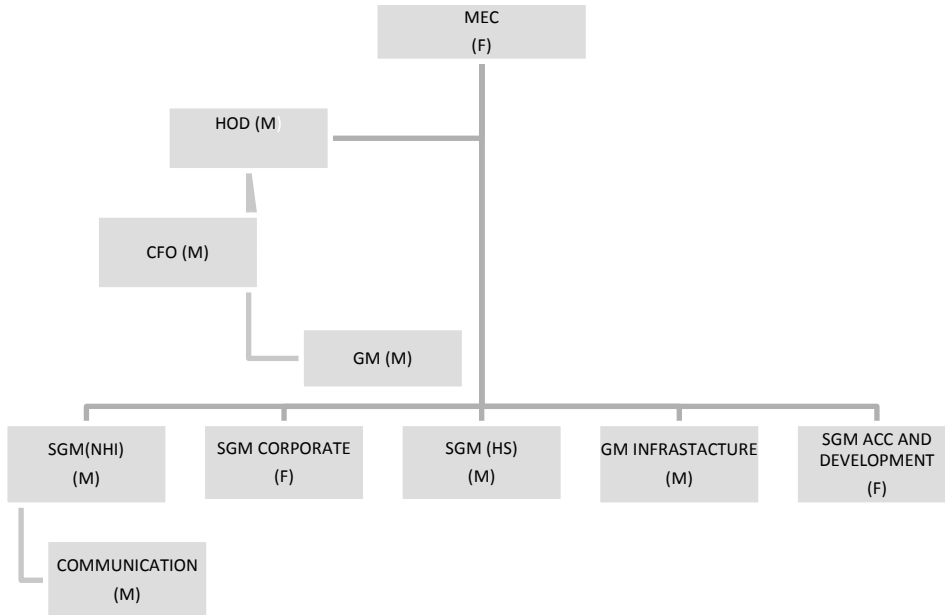 MEC
(F)
HOD (M)
CFO (M)
GM (M)
SGM(NHI)
(M)
SGM CORPORATE
(F)
SGM (HS)
(M)
GM INFRASTACTURE
(M)
SGM ACC AND
DEVELOPMENT
(F)
COMMUNICATION
(M)